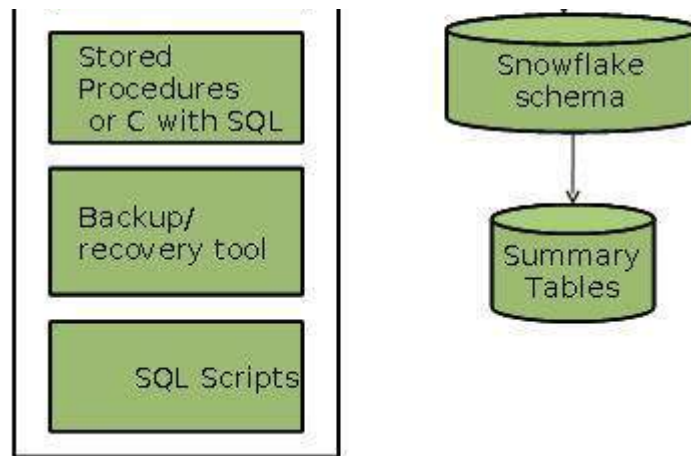 Stored
Procedures
or C with SQL
Backup/
recovery tool
SQL Scripts
Snowflake
schema
Summary
Tables